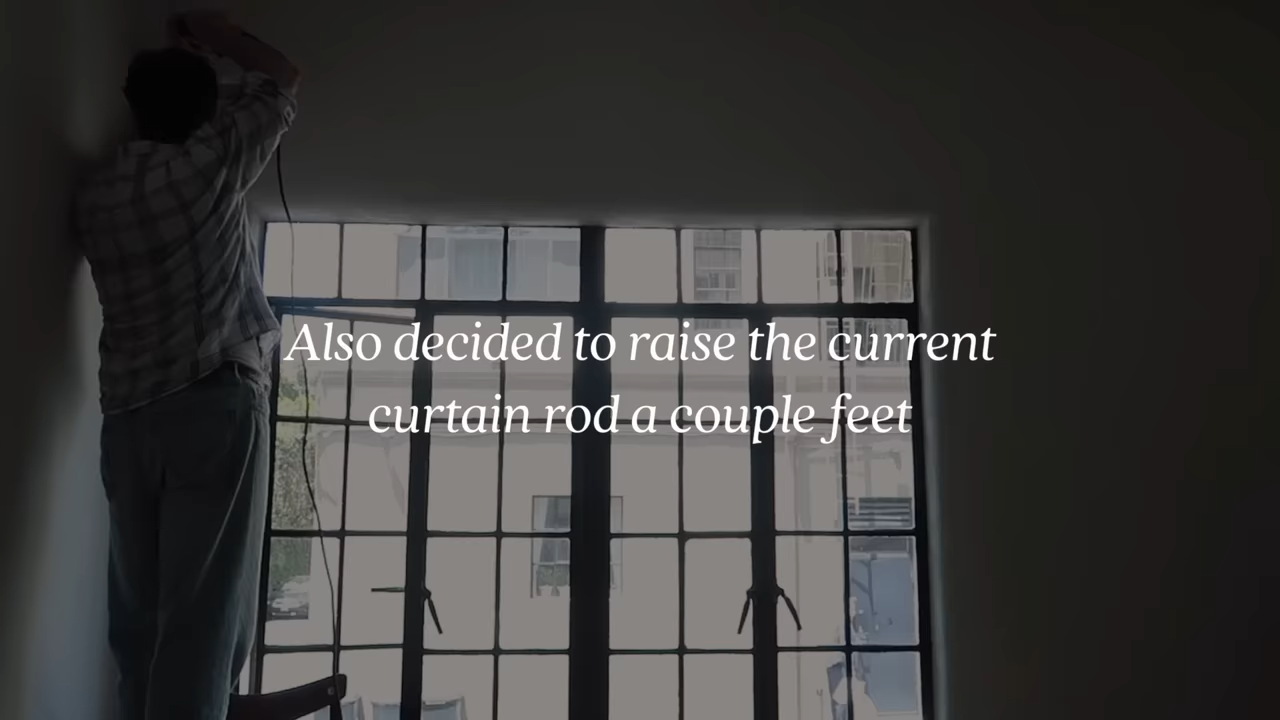 Also decided to raise the current
curtain rod a couple feet